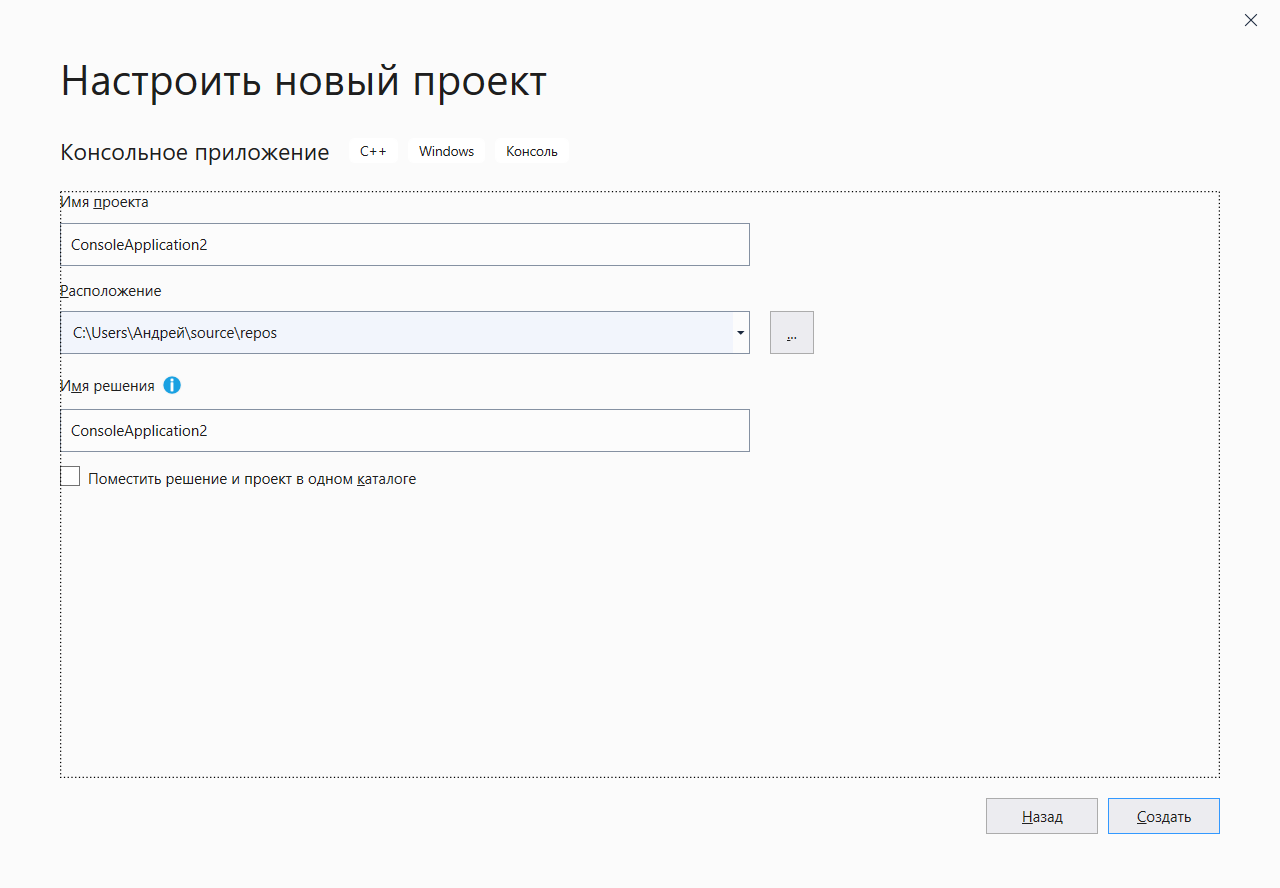 Настроить новый проект
Консольное приложение C++ Windows Консоль
Имя проекта
ConsoleApplication2
Расположение
C:\Users\Андрей\source\repos
...
Имя решения
ConsoleApplication2
Поместить решение и проект в одном каталоге
Назад Создать